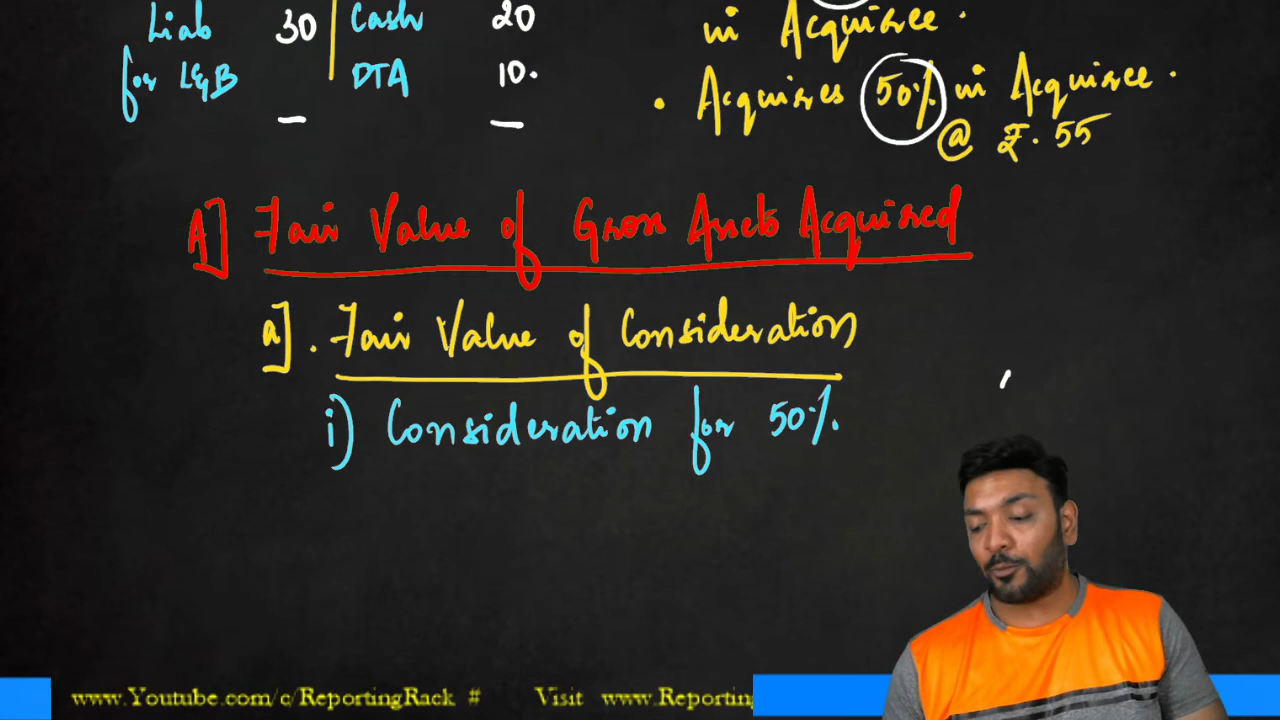 Liab 30 Cash 20
for L&B DTA 10.
in Acquiree.
• Acquires 50% in Acquiree.
@ ₹. 55
A] Fair Value of Gross Assets Acquired
a]. Fair Value of Consideration
i) Consideration for 50%.
www.Youtube.com/c/ReportingRack # Visit www.Reporting